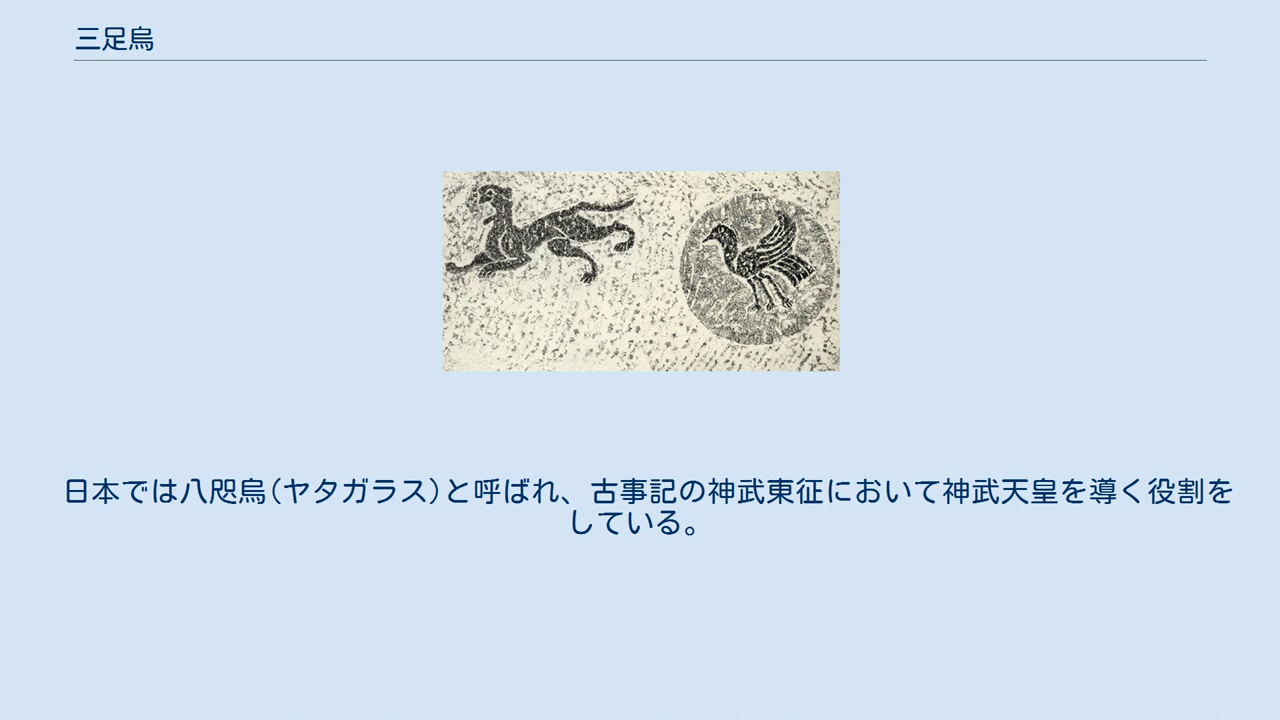 三足烏
日本では八咫烏(ヤタガラス)と呼ばれ、古事記の神武東征において神武天皇を導く役割を
している。